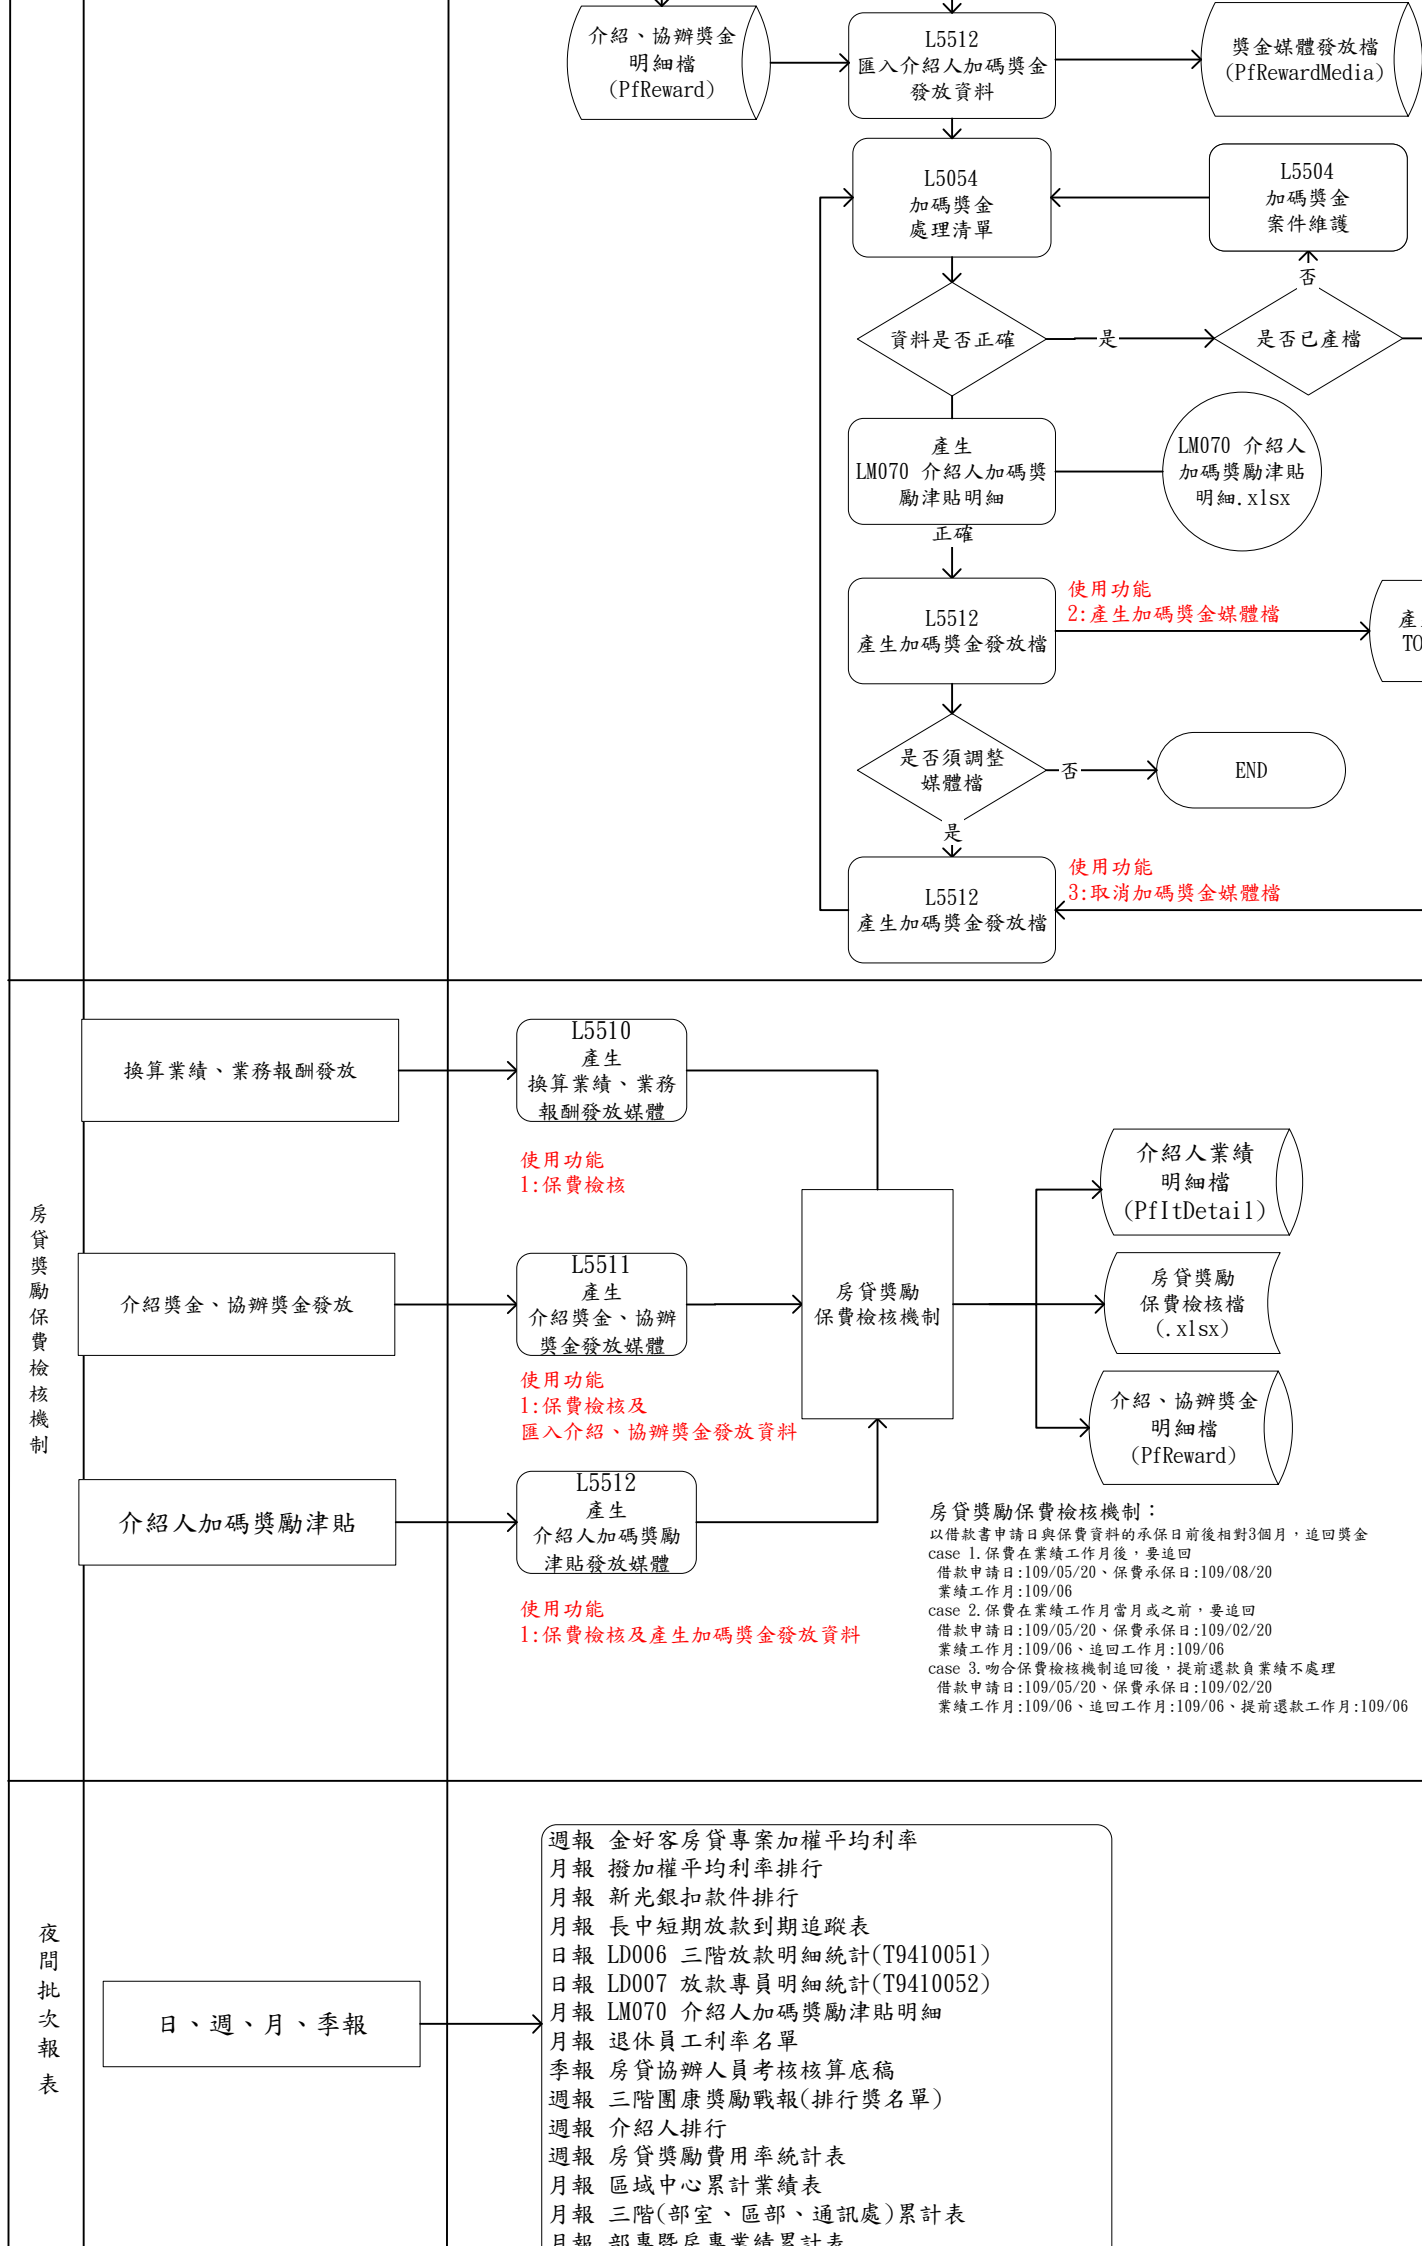 介紹、協辦獎金
明細檔
(PfReward)
L5512
匯入介紹人加碼獎金
發放資料
獎金媒體發放檔
(PfRewardMedia)
L5054
加碼獎金
處理清單
L5504
加碼獎金
案件維護
否
資料是否正確
是
是否已產檔
產生
LM070 介紹人加碼獎
勵津貼明細
LM070 介紹人
加碼獎勵津貼
明細.xlsx
正確
L5512
產生加碼獎金發放檔
使用功能
2:產生加碼獎金媒體檔
TO
是否須調整
媒體檔
否
END
是
L5512
產生加碼獎金發放檔
使用功能
3:取消加碼獎金媒體檔
房貸獎勵保費檢核機制
換算業績、業務報酬發放
L5510
產生
換算業績、業務
報酬發放媒體
使用功能
1:保費檢核
介紹獎金、協辦獎金發放
L5511
產生
介紹獎金、協辦
獎金發放媒體
使用功能
1:保費檢核及
匯入介紹、協辦獎金發放資料
介紹人加碼獎勵津貼
L5512
產生
介紹人加碼獎勵
津貼發放媒體
使用功能
1:保費檢核及產生加碼獎金發放資料
房貸獎勵
保費檢核機制
介紹人業績
明細檔
(PfItDetail)
房貸獎勵
保費檢核檔
(.xlsx)
介紹、協辦獎金
明細檔
(PfReward)
房貸獎勵保費檢核機制：
以借款書申請日與保費資料的承保日前後相對3個月，追回獎金
case 1.保費在業績工作月後，要追回
借款申請日:109/05/20、保費承保日:109/08/20
業績工作月:109/06
case 2.保費在業績工作月當月或之前，要追回
借款申請日:109/05/20、保費承保日:109/02/20
業績工作月:109/06、追回工作月:109/06
case 3.吻合保費檢核機制追回後，提前還款負業績不處理
借款申請日:109/05/20、保費承保日:109/02/20
業績工作月:109/06、追回工作月:109/06、提前還款工作月:109/06
夜間批次報表
日、週、月、季報
週報 金好客房貸專案加權平均利率
月報 撥加權平均利率排行
月報 新光銀扣款件排行
月報 長中短期放款到期追蹤表
日報 LD006 三階放款明細統計(T9410051)
日報 LD007 放款專員明細統計(T9410052)
月報 LM070 介紹人加碼獎勵津貼明細
月報 退休員工利率名單
季報 房貸協辦人員考核核算底稿
週報 三階團康獎勵戰報(排行獎名單)
週報 介紹人排行
週報 房貸獎勵費用率統計表
月報 區域中心累計業績表
月報 三階(部室、區部、通訊處)累計表
月報 部專暨房專業績累計表